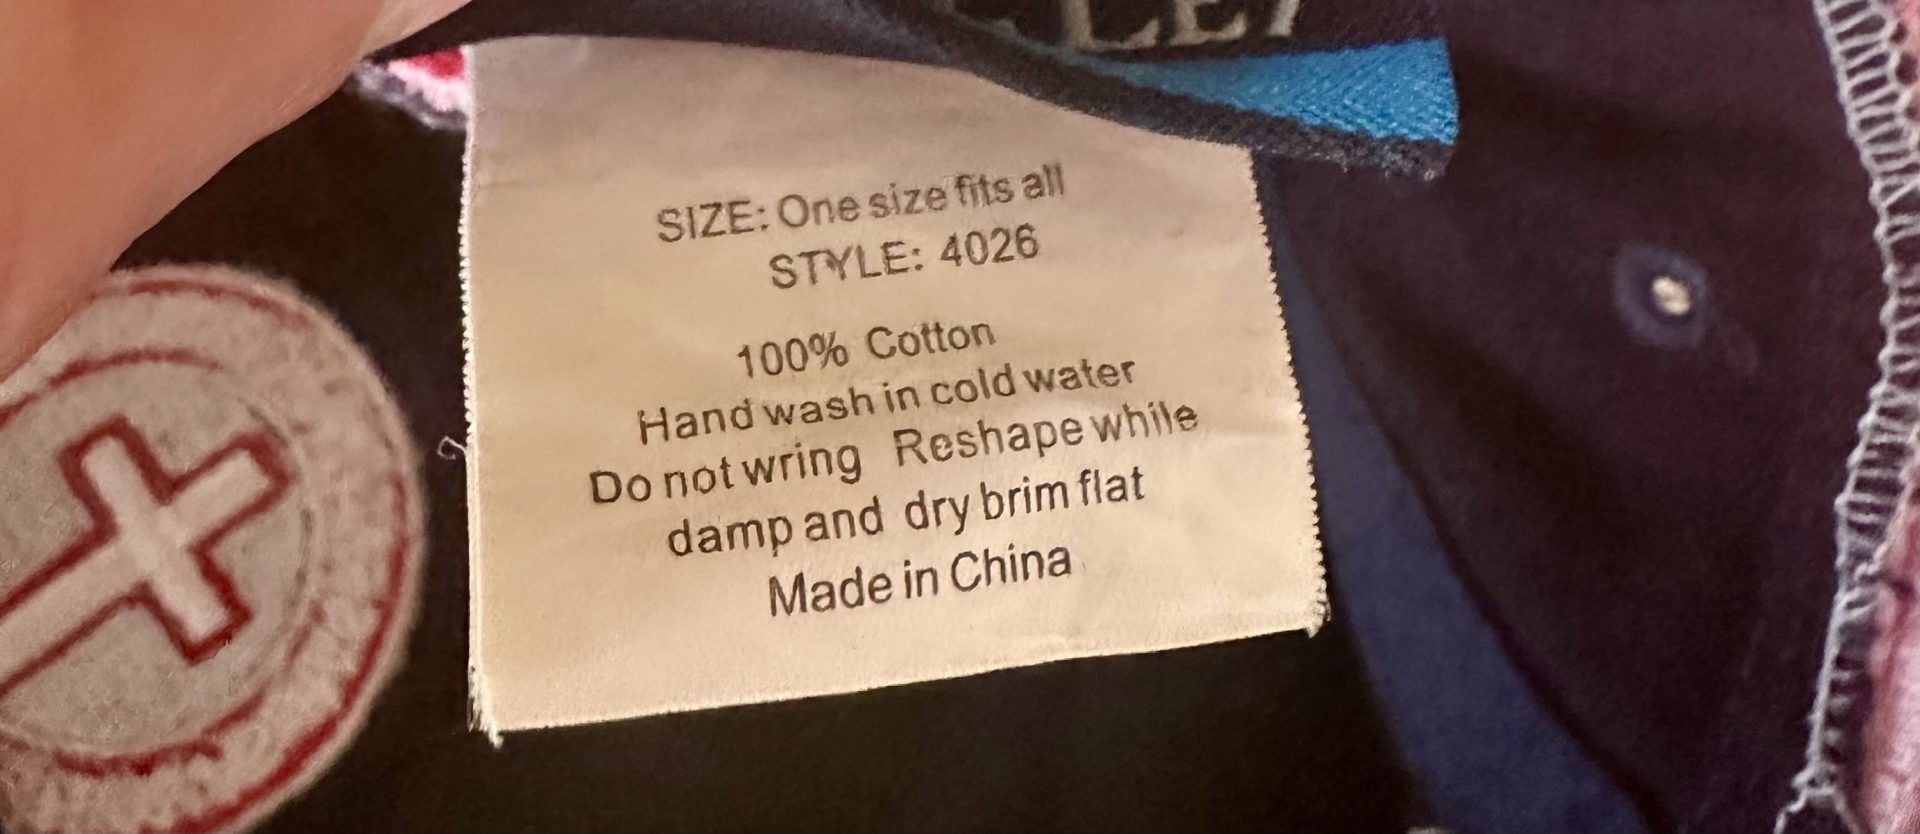 SIZE: One size fits all
STYLE: 4026
100% Cotton
Hand wash in cold water
Do not wring Reshape while
damp and dry brim flat
Made in China